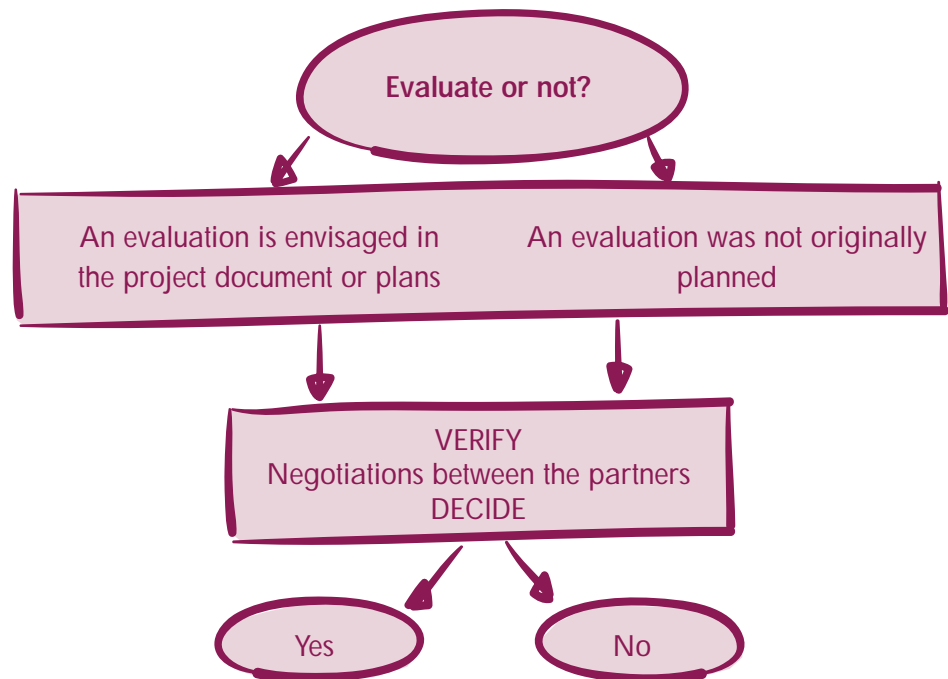 Evaluate or not?
An evaluation is envisaged in
the project document or plans
An evaluation was not originally
planned
VERIFY
Negotiations between the partners
DECIDE
Yes
No